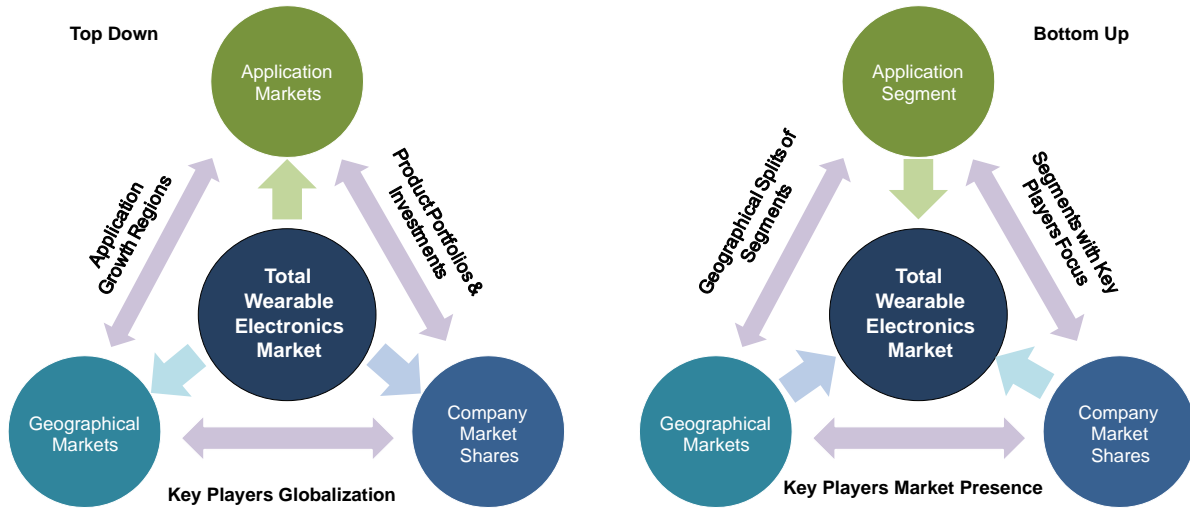 Top Down
Application
Markets
Application
Growth Regions
Product Portfolios &
Investments
Total
Wearable
Electronics
Market
Geographical
Markets
Company
Market
Shares
Key Players Globalization
Bottom Up
Application
Segment
Geographical Splits of
Segments
Segments with Key
Players Focus
Total
Wearable
Electronics
Market
Geographical
Markets
Company
Market
Shares
Key Players Market Presence